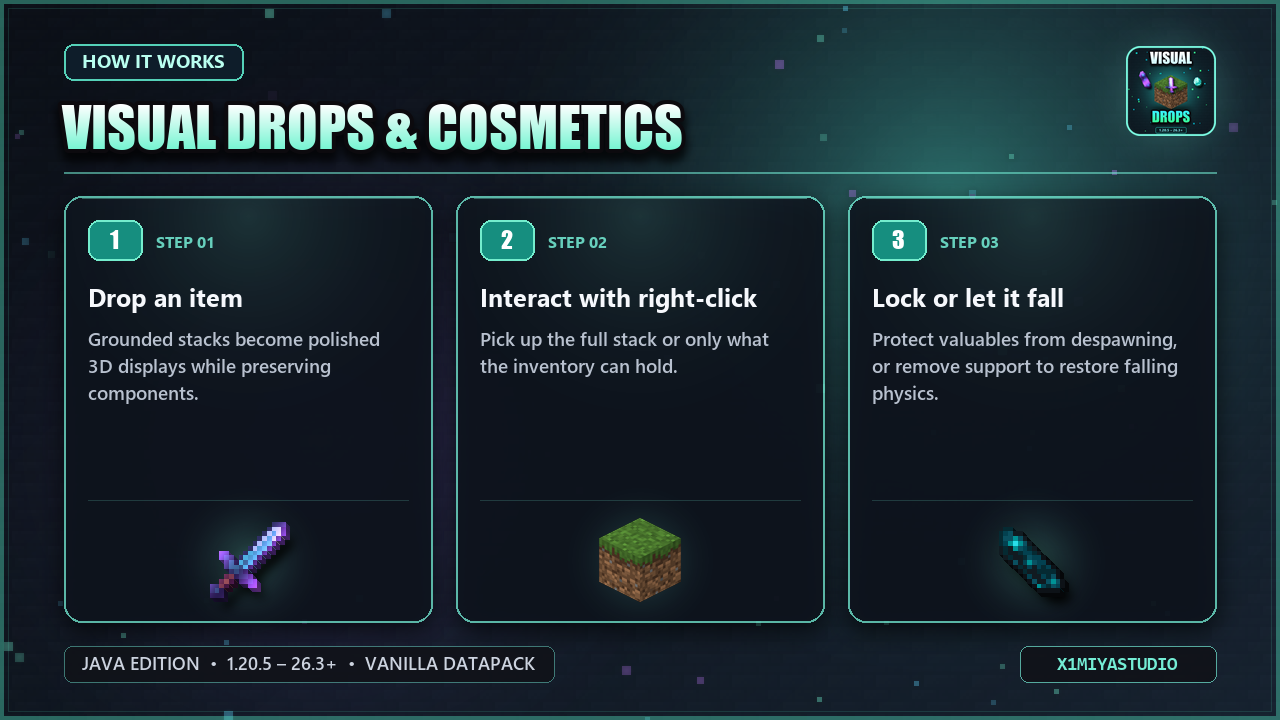 HOW IT WORKS
VISUAL DROPS & COSMETICS
VISUAL
DROPS
1 STEP 01
Drop an item
Grounded stacks become polished
3D displays while preserving
components.
2 STEP 02
Interact with right-click
Pick up the full stack or only what
the inventory can hold.
3 STEP 03
Lock or let it fall
Protect valuables from despawning,
or remove support to restore falling
physics.
JAVA EDITION • 1.20.5 – 26.3+ • VANILLA DATAPACK
X1MIYASTUDIO